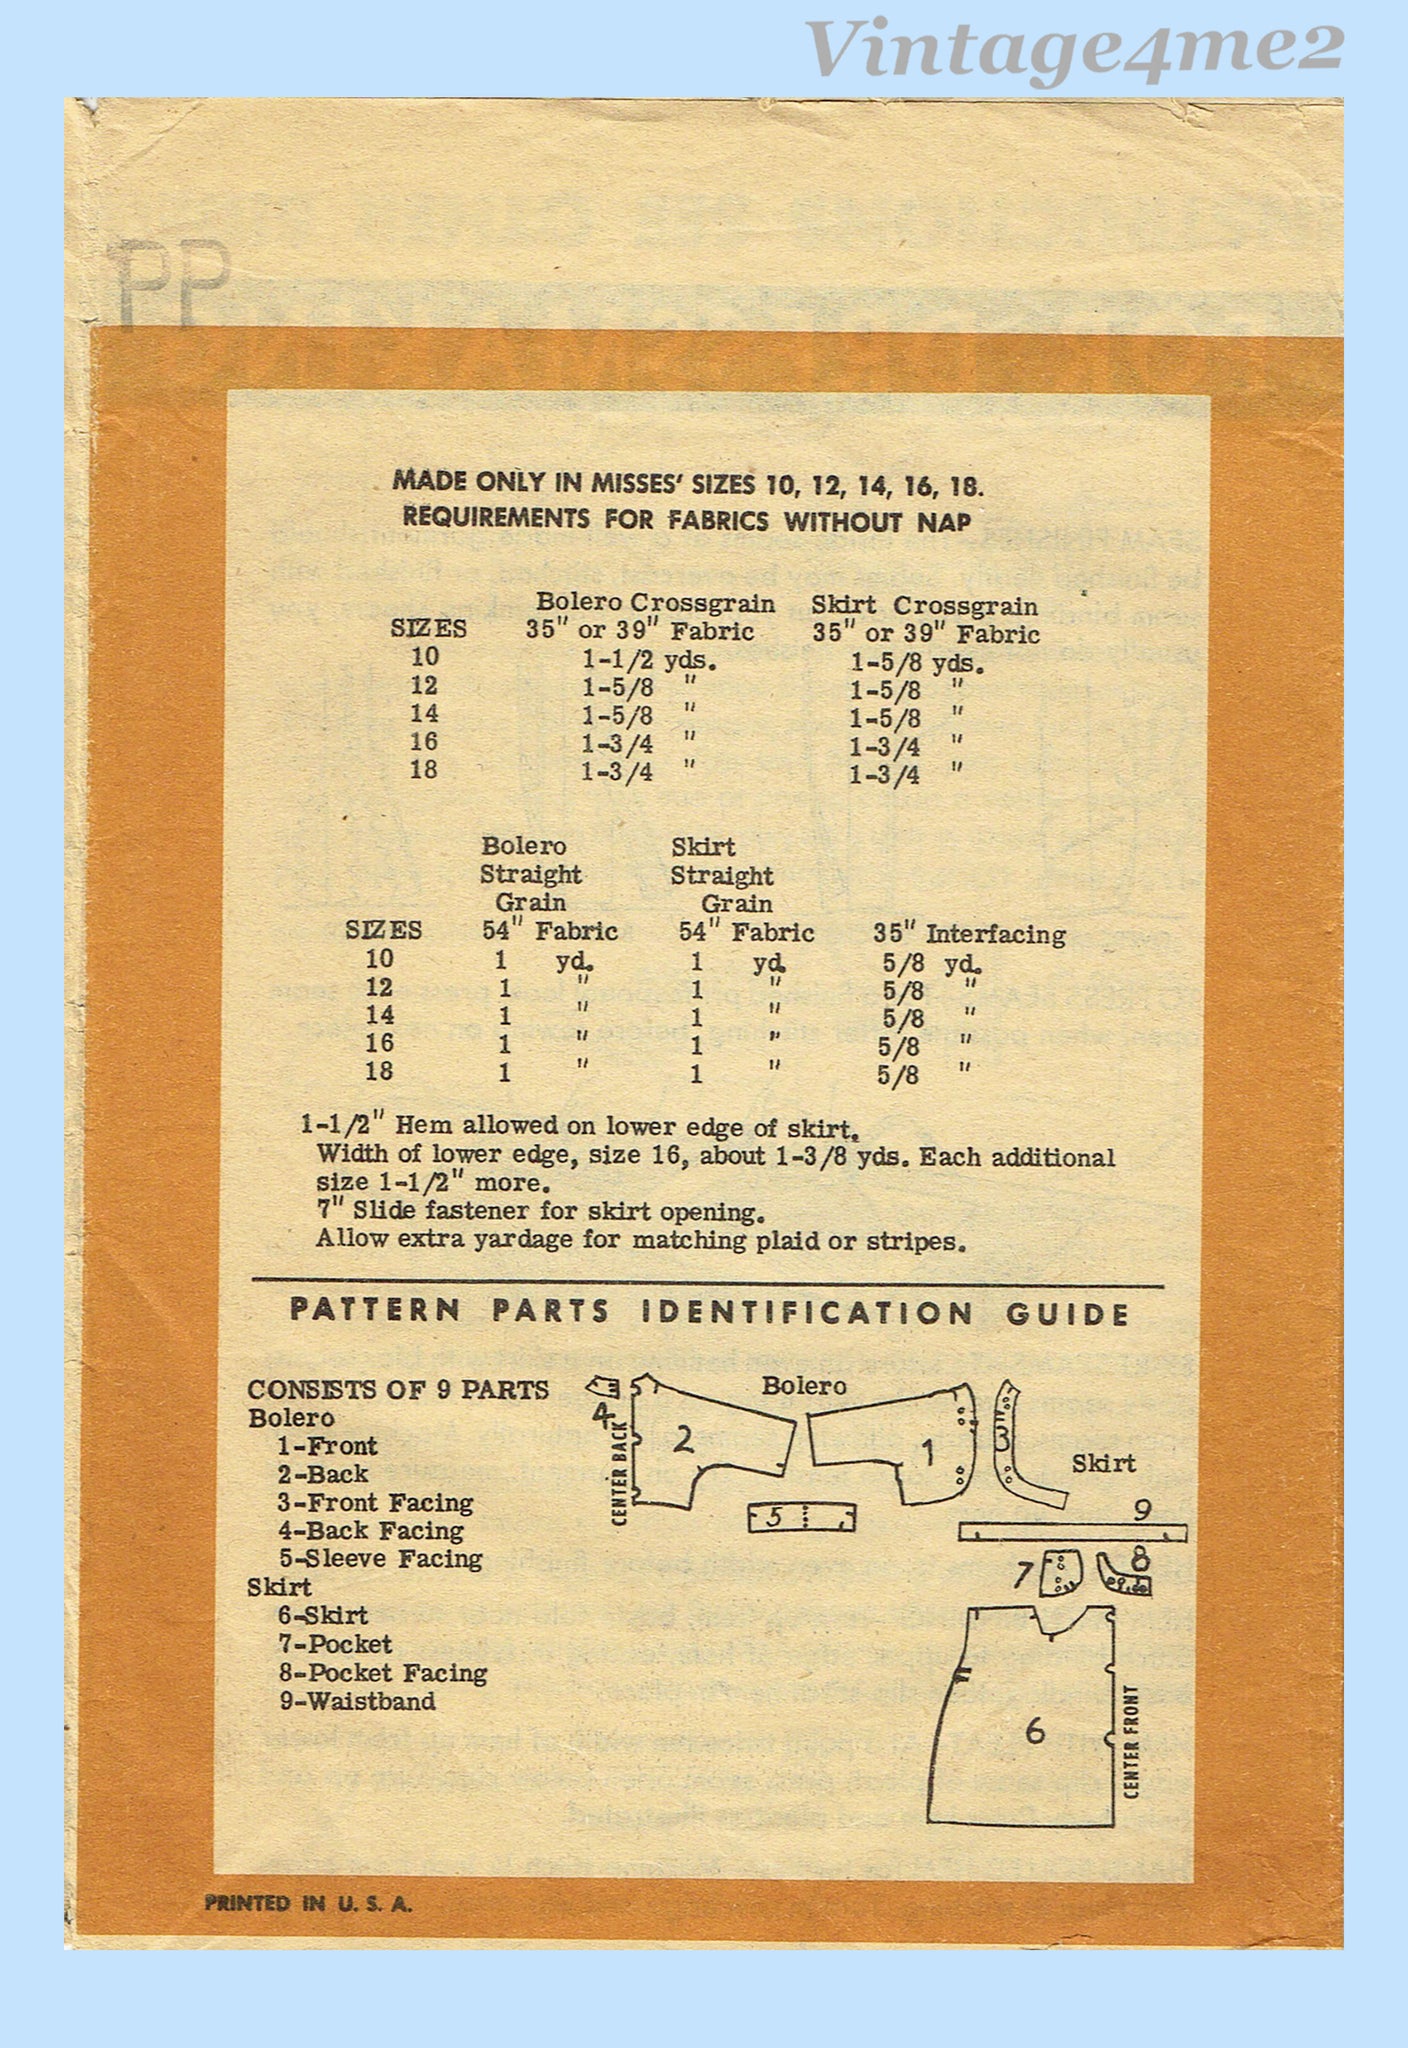 Vintage4me2
PP
MADE ONLY IN MISSES' SIZES 10, 12, 14, 16, 18.
REQUIREMENTS FOR FABRICS WITHOUT NAP
Bolero Crossgrain Skirt Crossgrain
SIZES 35" or 39" Fabric 35" or 39" Fabric
10 1-1/2 yds. 1-5/8 yds.
12 1-5/8 " 1-5/8 "
14 1-5/8 " 1-5/8 "
16 1-3/4 " 1-3/4 "
18 1-3/4 " 1-3/4 "
Bolero Skirt
Straight Straight
Grain Grain
SIZES 54" Fabric 54" Fabric 35" Interfacing
10 1 yd. 1 yd. 5/8 yd.
12 1 " 1 " 5/8 "
14 1 " 1 " 5/8 "
16 1 " 1 " 5/8 "
18 1 " 1 " 5/8 "
1-1/2" Hem allowed on lower edge of skirt.
Width of lower edge, size 16, about 1-3/8 yds. Each additional
size 1-1/2" more.
7" Slide fastener for skirt opening.
Allow extra yardage for matching plaid or stripes.
PATTERN PARTS IDENTIFICATION GUIDE
CONSISTS OF 9 PARTS
Bolero
1-Front
2-Back
3-Front Facing
4-Back Facing
5-Sleeve Facing
Skirt
6-Skirt
7-Pocket
8-Pocket Facing
9-Waistband
Bolero
4
CENTER BACK
2
1
3
5
Skirt
9
7
8
6
CENTER FRONT
PRINTED IN U. S. A.